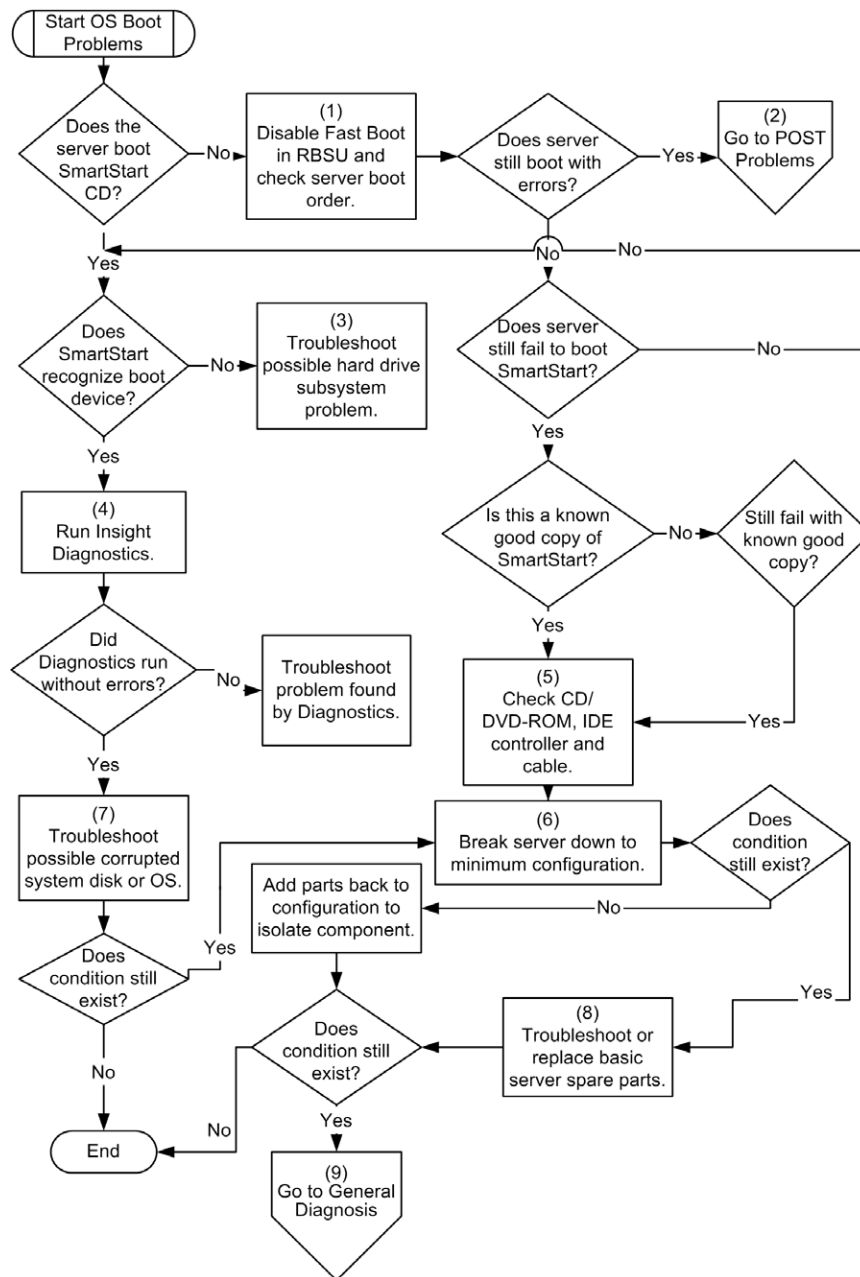 Start OS Boot
Problems
Does the
server boot
SmartStart
CD?
No
(1)
Disable Fast Boot
in RBSU and
check server boot
order.
Does server
still boot with
errors?
Yes
(2)
Go to POST
Problems
Yes
No
No
Does
SmartStart
recognize boot
device?
No
(3)
Troubleshoot
possible hard drive
subsystem
problem.
Does server
still fail to boot
SmartStart?
No
Yes
Yes
(4)
Run Insight
Diagnostics.
Is this a known
good copy of
SmartStart?
No
Still fail with
known good
copy?
Did
Diagnostics run
without errors?
No
Troubleshoot
problem found
by Diagnostics.
Yes
(5)
Check CD/
DVD-ROM, IDE
controller and
cable.
Yes
Yes
(7)
Troubleshoot
possible corrupted
system disk or OS.
(6)
Break server down to
minimum configuration.
Does
condition
still exist?
Add parts back to
configuration to
isolate component.
No
Yes
Does
condition still
exist?
Yes
Does
condition still
exist?
(8)
Troubleshoot or
replace basic
server spare parts.
No
No
Yes
End
(9)
Go to General
Diagnosis